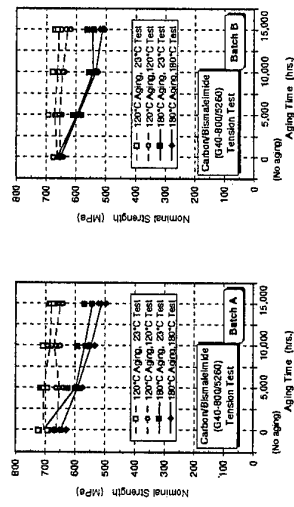 800
700
600
500
400
300
200
100
0
Nominal Strength (MPa)
120°C Aging, 23°C Test
120°C Aging, 120°C Test
180°C Aging, 23°C Test
180°C Aging, 180°C Test
Carbon/Bismaleimide
(G40-800/5260)
Tension Test
Batch A
0
5,000
10,000
15,000
(No aging)
Aging Time (hrs.)
800
700
600
500
400
300
200
100
0
Nominal Strength (MPa)
120°C Aging, 23°C Test
120°C Aging, 120°C Test
180°C Aging, 23°C Test
180°C Aging, 180°C Test
Carbon/Bismaleimide
(G40-800/5260)
Tension Test
Batch B
0
5,000
10,000
15,000
(No aging)
Aging Time (hrs.)